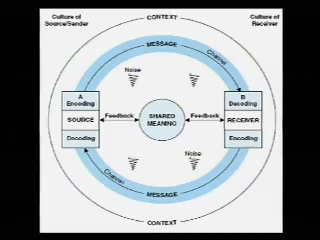 Culture of
Source/Sender
CONTEXT
Culture of
Receiver
MESSAGE
Channel
Noise
A
Encoding
SOURCE
Decoding
Feedback
SHARED
MEANING
Feedback
B
Decoding
RECEIVER
Encoding
Noise
Channel
MESSAGE
CONTEXT